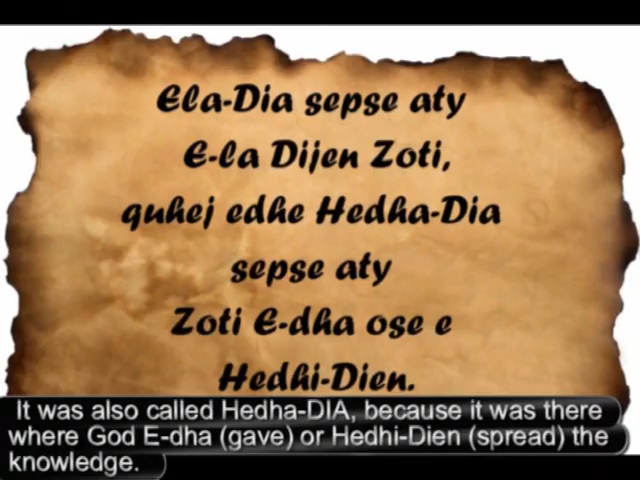 Ela-Dia sepse aty
E-la Dijen Zoti,
quhej edhe Hedha-Dia
sepse aty
Zoti E-dha ose e
Hedhi-Dien.
It was also called Hedha-DIA, because it was there
where God E-dha (gave) or Hedhi-Dien (spread) the
knowledge.